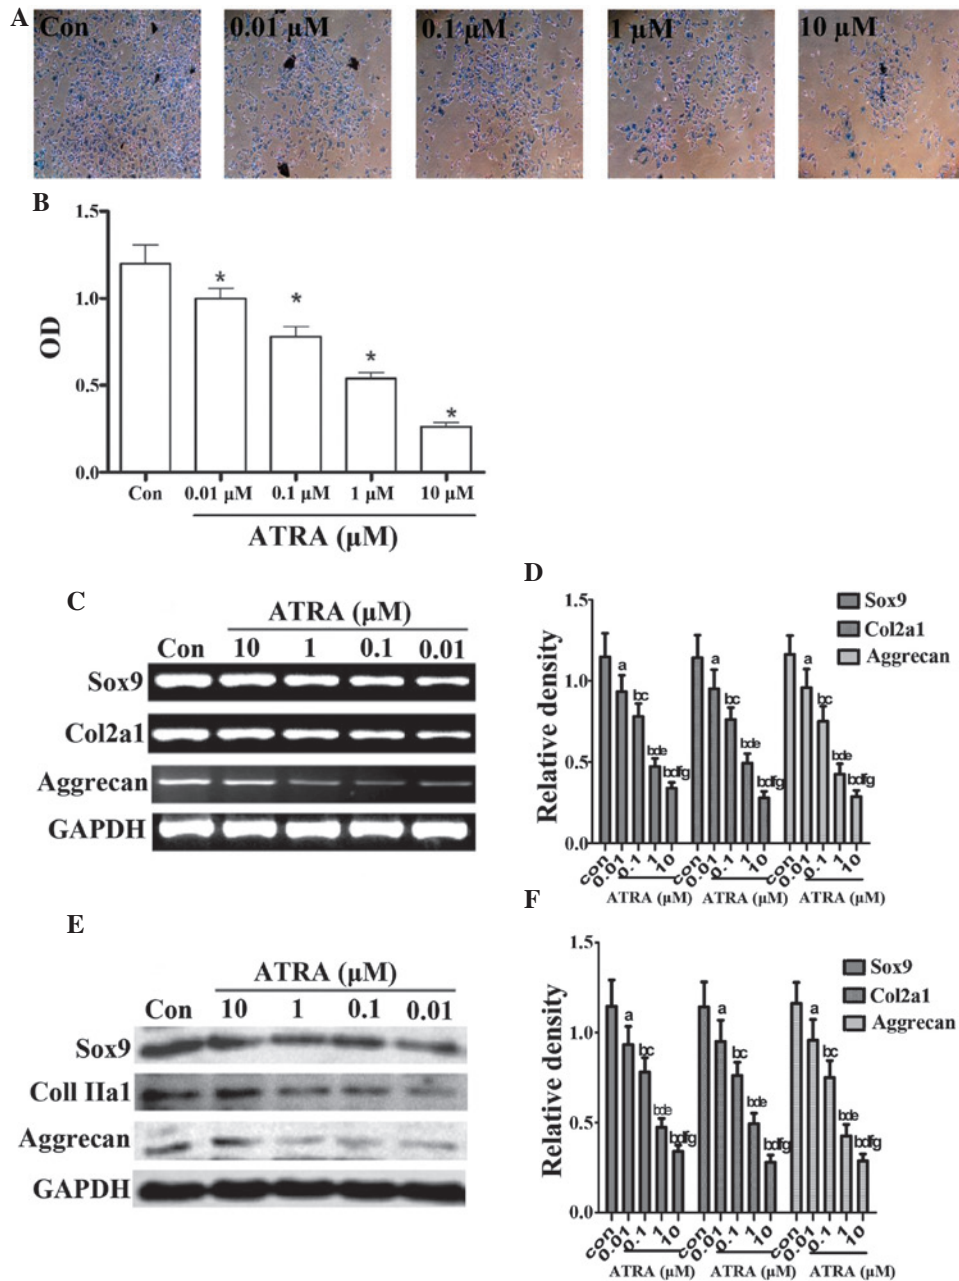 A
Con
0.01 µM
0.1 µM
1 µM
10 µM
B
1.5
1.0
0.5
0.0
OD
*
*
*
*
Con
0.01 µM
0.1 µM
1 µM
10 µM
ATRA (µM)
C
ATRA (µM)
Con
10
1
0.1
0.01
Sox9
Col2a1
Aggrecan
GAPDH
D
1.5
1.0
0.5
0.0
Relative density
Sox9
Col2a1
Aggrecan
a
bc
bde
bdfg
a
bc
bde
bdfg
a
bc
bde
bdfg
con
0.01
0.1
1
10
con
0.01
0.1
1
10
con
0.01
0.1
1
10
ATRA (µM)
ATRA (µM)
ATRA (µM)
E
ATRA (µM)
Con
10
1
0.1
0.01
Sox9
Coll IIa1
Aggrecan
GAPDH
F
1.5
1.0
0.5
0.0
Relative density
Sox9
Col2a1
Aggrecan
a
bc
bde
bdfg
a
bc
bde
bdfg
a
bc
bde
bdfg
con
0.01
0.1
1
10
con
0.01
0.1
1
10
con
0.01
0.1
1
10
ATRA (µM)
ATRA (µM)
ATRA (µM)